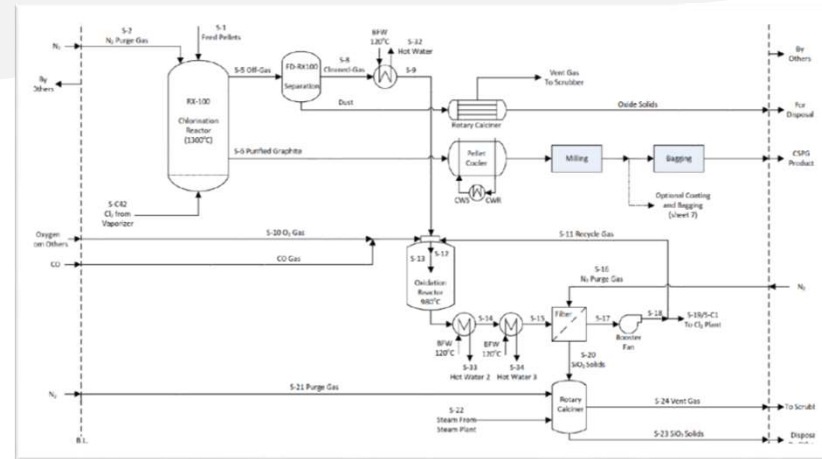 S-2
N₂ Purge Gas
S-1
Feed Pellets
N₂
By
Others
RX-100
Chlorination
Reactor
(1300°C)
S-5 Off-Gas
FD-RX100
Separation
S-8
Cleaned-Gas
BFW
120°C
S-32
Hot Water
S-9
Dust
Vent Gas
To Scrubber
Rotary Calciner
Oxide Solids
By
Others
For
Disposal
S-6 Purified Graphite
Pellet
Cooler
CWS
CWR
Milling
Bagging
CSPG
Product
Optional Coating
and Bagging
(sheet 7)
S-CR2
Cl₂ from
Vaporizer
Oxygen
om Others
S-10 O₂ Gas
CO
CO Gas
S-11 Recycle Gas
S-13
S-12
Oxidation
Reactor
980°C
S-16
N₂ Purge Gas
N₂
S-14
S-15
Filter
S-17
S-18
Booster
Fan
S-19/S-C1
To Cl₂ Plant
BFW
120°C
S-33
Hot Water 2
BFW
120°C
S-34
Hot Water 3
S-20
SiO₂ Solids
N₂
S-21 Purge Gas
Rotary
Calciner
S-22
Steam From
Steam Plant
S-24 Vent Gas
To Scrubb
S-23 SiO₂ Solids
Disposa
B.L.